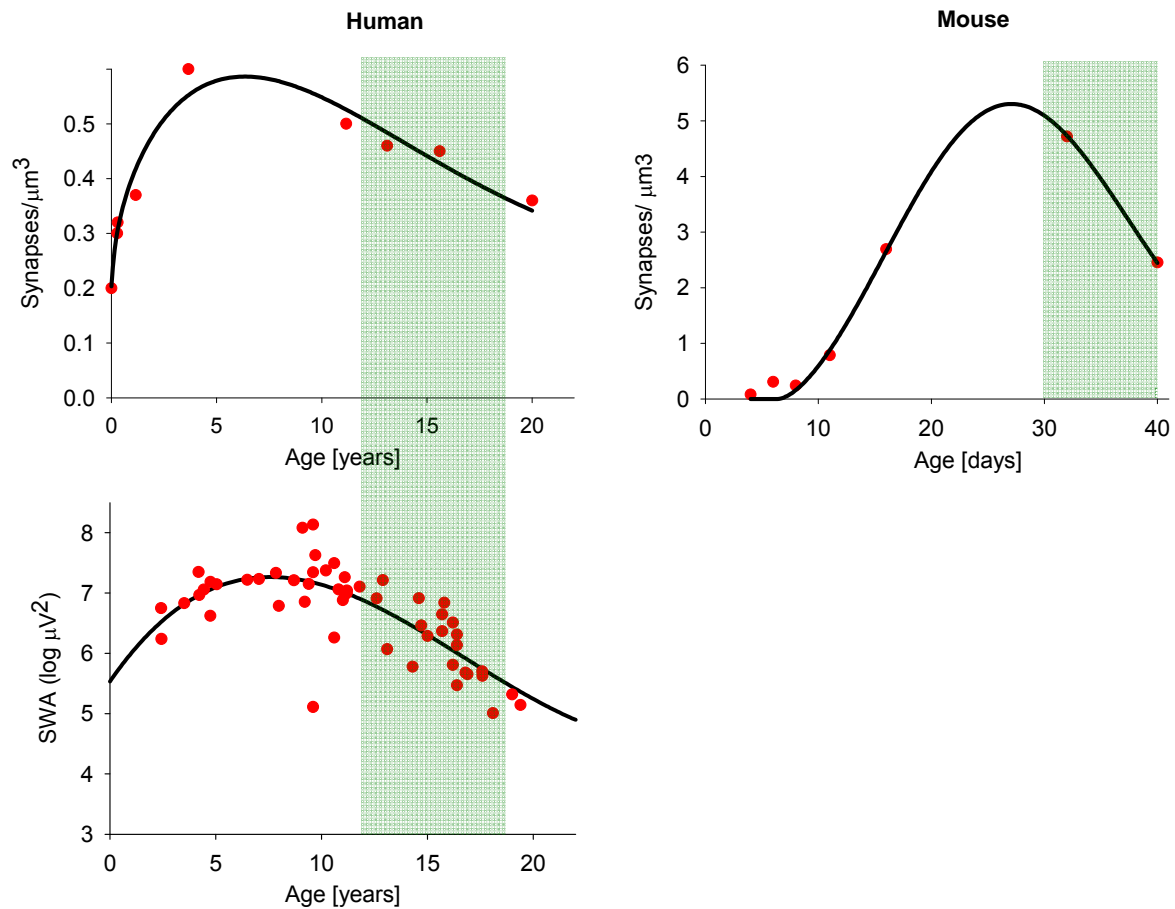 Human
Synapses/μm³
0.5
0.4
0.3
0.2
0.1
0.0
0 5 10 15 20
Age [years]
Mouse
Synapses/ μm3
6
5
4
3
2
1
0
0 10 20 30 40
Age [days]
SWA (log μV²)
8
7
6
5
4
3
0 5 10 15 20
Age [years]